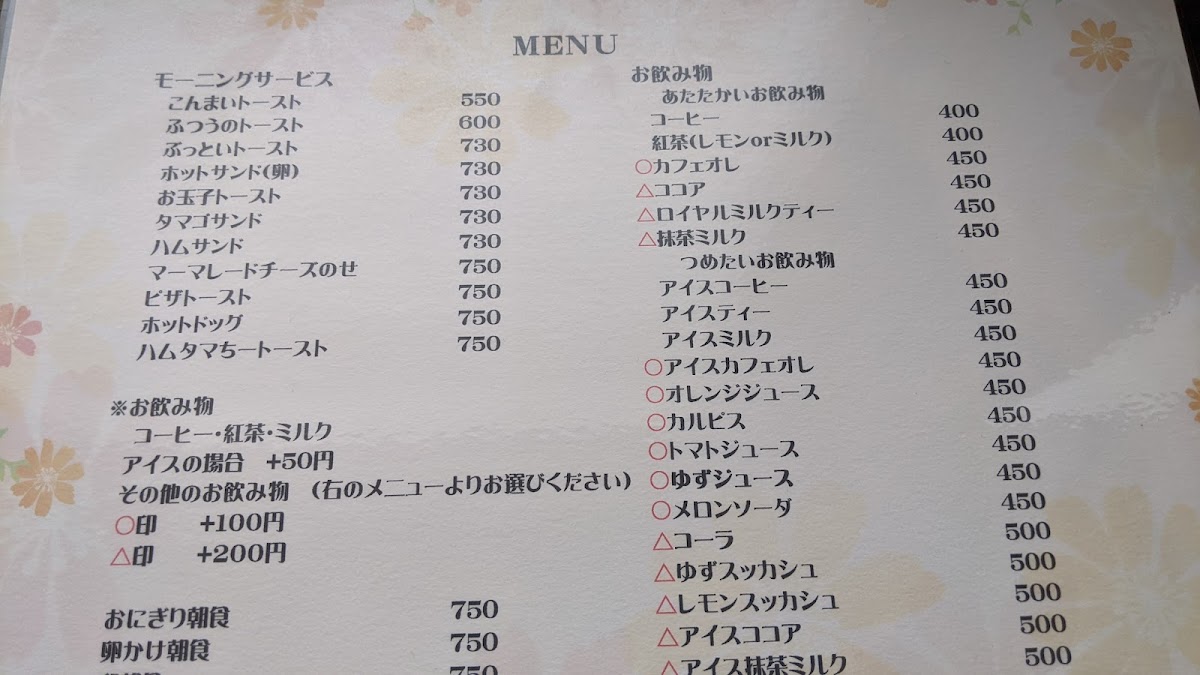 MENU
モーニングサービス
こんまいトースト 550
ふつうのトースト 600
ぶっといトースト 730
ホットサンド(卵) 730
お玉子トースト 730
タマゴサンド 730
ハムサンド 730
マーマレードチーズのせ 750
ピザトースト 750
ホットドッグ 750
ハムタマちートースト 750
※お飲み物
コーヒー・紅茶・ミルク
アイスの場合 +50円
その他のお飲み物 (右のメニューよりお選びください)
○印 +100円
△印 +200円
おにぎり朝食 750
卵かけ朝食 750
750
お飲み物
あたたかいお飲み物
コーヒー 400
紅茶(レモンorミルク) 400
○カフェオレ 450
△ココア 450
△ロイヤルミルクティー 450
△抹茶ミルク 450
つめたいお飲み物
アイスコーヒー 450
アイスティー 450
アイスミルク 450
○アイスカフェオレ 450
○オレンジジュース 450
○カルピス 450
○トマトジュース 450
○ゆずジュース 450
○メロンソーダ 450
△コーラ 500
△ゆずスッカシュ 500
△レモンスッカシュ 500
△アイスココア 500
△アイス抹茶ミルク 500